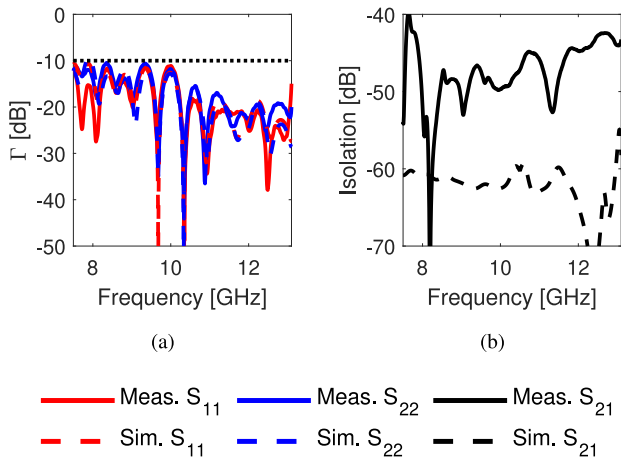 0
-10
-20
-30
-40
-50
Γ [dB]
8
10
12
Frequency [GHz]
(a)
-40
-50
-60
-70
Isolation [dB]
8
10
12
Frequency [GHz]
(b)
Meas. S11
Meas. S22
Meas. S21
Sim. S11
Sim. S22
Sim. S21